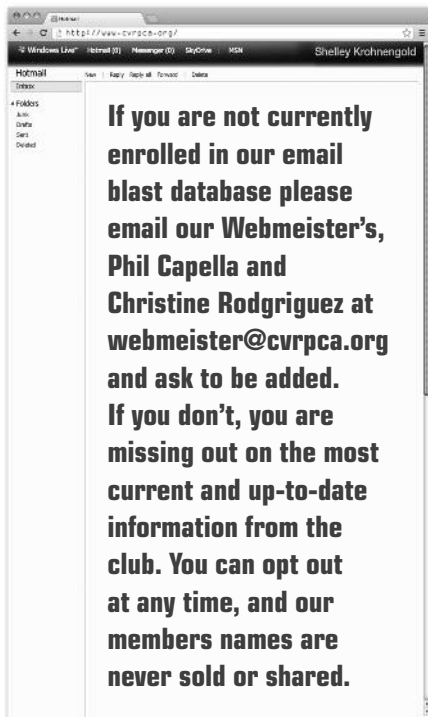 Hotmail
http://www.cvrpca.org/
Windows Live™ Hotmail (0) Messenger (0) SkyDrive MSN Shelley Krohnengold
Hotmail
New | Reply Reply all Forward | Delete
Inbox
Folders
Junk
Drafts
Sent
Deleted
If you are not currently
enrolled in our email
blast database please
email our Webmeister’s,
Phil Capella and
Christine Rodgriguez at
webmeister@cvrpca.org
and ask to be added.
If you don’t, you are
missing out on the most
current and up-to-date
information from the
club. You can opt out
at any time, and our
members names are
never sold or shared.